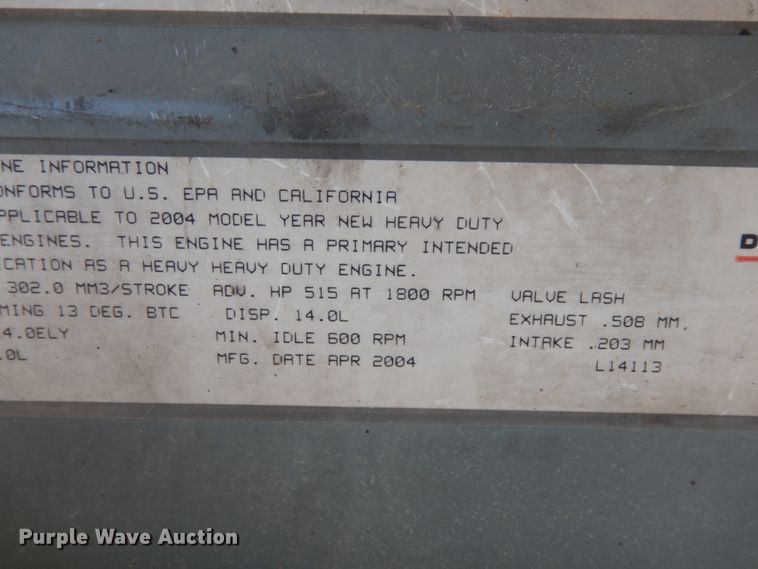 NE INFORMATION
ONFORMS TO U.S. EPA AND CALIFORNIA
APPLICABLE TO 2004 MODEL YEAR NEW HEAVY DUTY
ENGINES. THIS ENGINE HAS A PRIMARY INTENDED
ICATION AS A HEAVY HEAVY DUTY ENGINE.
302.0 MM3/STROKE ADV. HP 515 AT 1800 RPM VALVE LASH
MING 13 DEG. BTC DISP. 14.0L EXHAUST .508 MM,
4.0ELY MIN. IDLE 600 RPM INTAKE .203 MM
.0L MFG. DATE APR 2004 L14113
D
Purple Wave Auction®